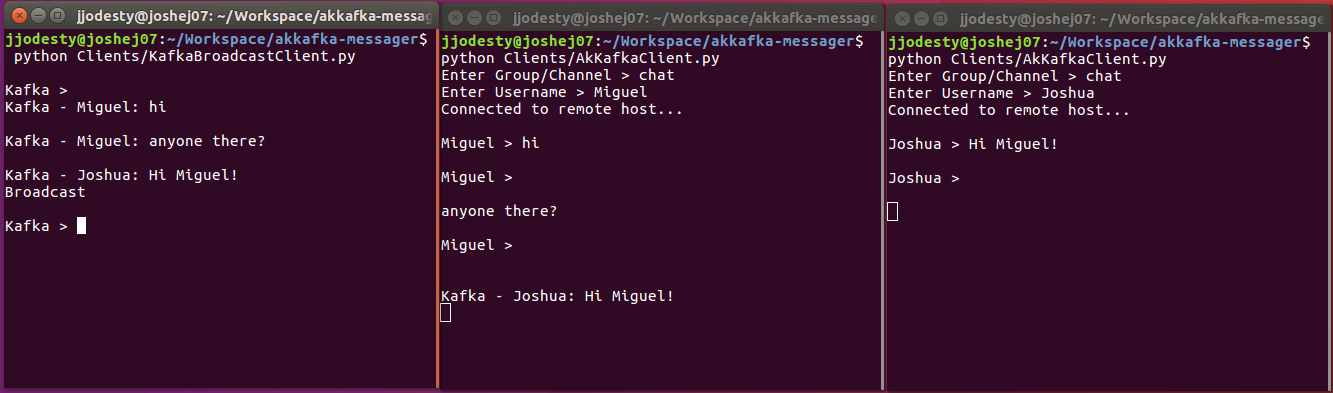 jjodesty@joshej07: ~/Workspace/akkafka-messag
jjodesty@joshej07:~/Workspace/akkafka-messager$
python Clients/KafkaBroadcastClient.py
Kafka >
Kafka - Miguel: hi
Kafka - Miguel: anyone there?
Kafka - Joshua: Hi Miguel!
Broadcast
Kafka >
jjodesty@joshej07: ~/Workspace/akkafka-message
jjodesty@joshej07:~/Workspace/akkafka-messager$
python Clients/AkKafkaClient.py
Enter Group/Channel > chat
Enter Username > Miguel
Connected to remote host...
Miguel > hi
Miguel >
anyone there?
Miguel >
Kafka - Joshua: Hi Miguel!
jjodesty@joshej07: ~/Workspace/akkafka-message
jjodesty@joshej07:~/Workspace/akkafka-messager$
python Clients/AkKafkaClient.py
Enter Group/Channel > chat
Enter Username > Joshua
Connected to remote host...
Joshua > Hi Miguel!
Joshua >